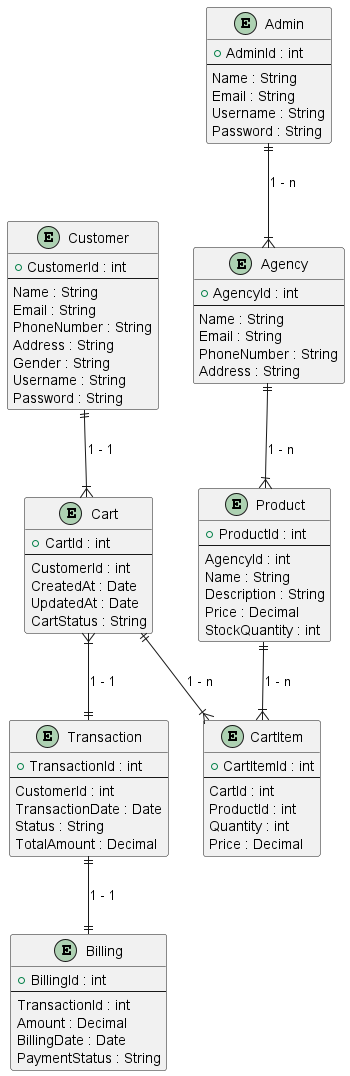 E Admin
AdminId : int
Name : String
Email : String
Username : String
Password : String
1 - n
E Customer
CustomerId : int
Name : String
Email : String
PhoneNumber : String
Address : String
Gender : String
Username : String
Password : String
E Agency
AgencyId : int
Name : String
Email : String
PhoneNumber : String
Address : String
1 - 1
1 - n
E Cart
CartId : int
CustomerId : int
CreatedAt : Date
UpdatedAt : Date
CartStatus : String
E Product
ProductId : int
AgencyId : int
Name : String
Description : String
Price : Decimal
StockQuantity : int
1 - 1
1 - n
1 - n
E Transaction
TransactionId : int
CustomerId : int
TransactionDate : Date
Status : String
TotalAmount : Decimal
E CartItem
CartItemId : int
CartId : int
ProductId : int
Quantity : int
Price : Decimal
1 - 1
E Billing
BillingId : int
TransactionId : int
Amount : Decimal
BillingDate : Date
PaymentStatus : String